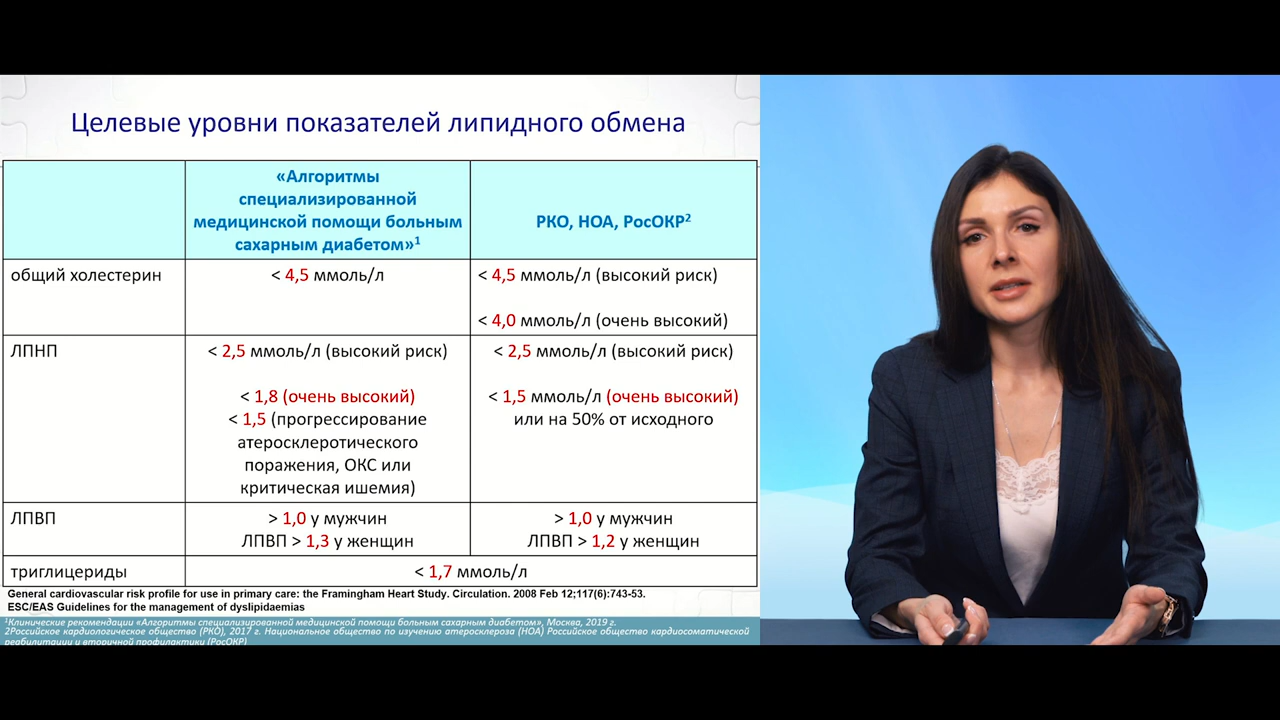 Целевые уровни показателей липидного обмена
«Алгоритмы
специализированной
медицинской помощи больным
сахарным диабетом»¹
РКО, НОА, РосОКР²
общий холестерин
< 4,5 ммоль/л
< 4,5 ммоль/л (высокий риск)
< 4,0 ммоль/л (очень высокий)
ЛПНП
< 2,5 ммоль/л (высокий риск)
< 1,8 (очень высокий)
< 1,5 (прогрессирование
атеросклеротического
поражения, ОКС или
критическая ишемия)
< 2,5 ммоль/л (высокий риск)
< 1,5 ммоль/л (очень высокий)
или на 50% от исходного
ЛПВП
> 1,0 у мужчин
ЛПВП > 1,3 у женщин
> 1,0 у мужчин
ЛПВП > 1,2 у женщин
триглицериды
< 1,7 ммоль/л
General cardiovascular risk profile for use in primary care: the Framingham Heart Study. Circulation. 2008 Feb 12;117(6):743-53.
ESC/EAS Guidelines for the management of dyslipidaemias
¹Клинические рекомендации «Алгоритмы специализированной медицинской помощи больным сахарным диабетом», Москва, 2019 г.
2Российское кардиологическое общество (РКО), 2017 г. Национальное общество по изучению атеросклероза (НОА) Российское общество кардиосоматической
реабилитации и вторичной профилактики (РосОКР)